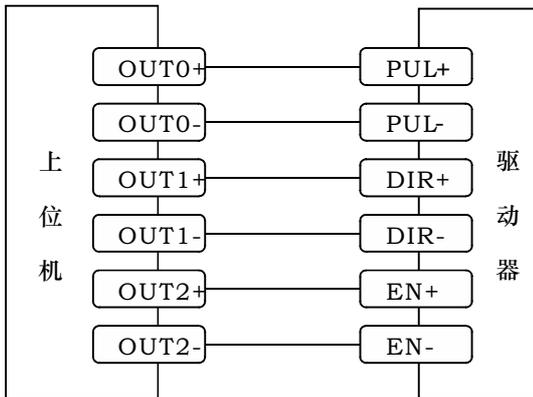 OUT0+ PUL+
OUT0- PUL-
上位机
OUT1+ DIR+
驱动器
OUT1- DIR-
OUT2+ EN+
OUT2- EN-